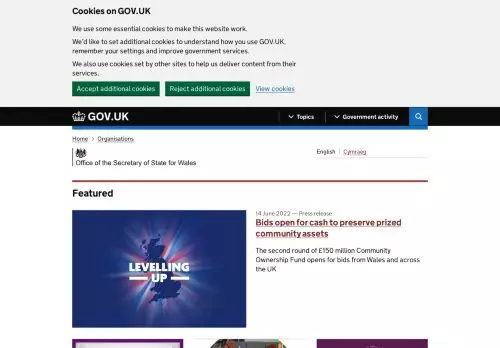 Cookies on GOV.UK
We use some essential cookies to make this website work.
We'd like to set additional cookies to understand how you use GOV.UK,
remember your settings and improve government services.
We also use cookies set by other sites to help us deliver content from their
services.
Accept additional cookies
Reject additional cookies
View cookies
GOV.UK
Topics
Government activity
Home > Organisations
English
Cymraeg
Office of the Secretary of State for Wales
Featured
LEVELLING
UP
14 June 2022 — Press release
Bids open for cash to preserve prized
community assets
The second round of £150 million Community
Ownership Fund opens for bids from Wales and across
the UK